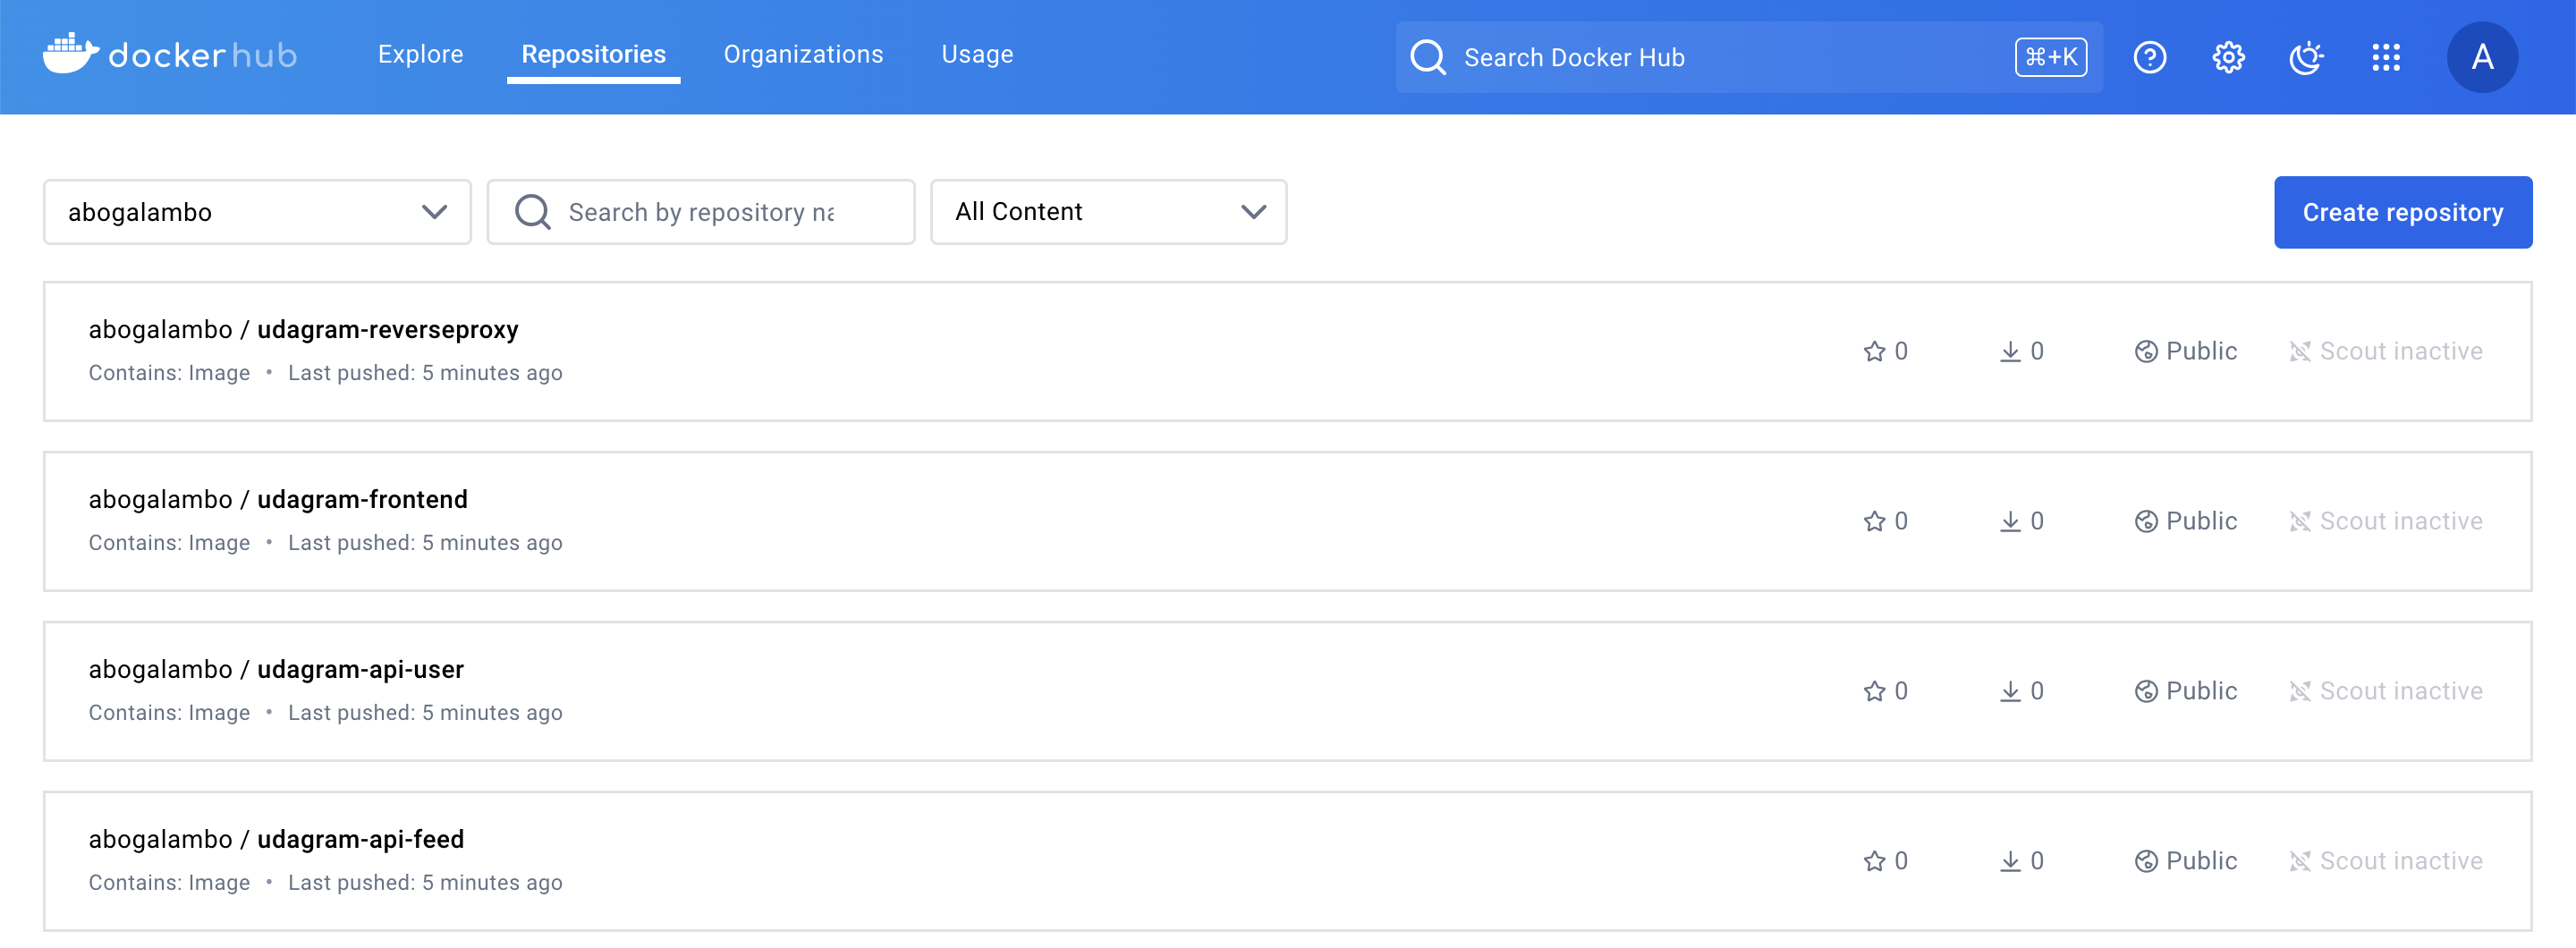 dockerhub Explore Repositories Organizations Usage Search Docker Hub ⌘+K A
abogalambo Search by repository na All Content Create repository
abogalambo / udagram-reverseproxy
Contains: Image • Last pushed: 5 minutes ago
0 0 Public Scout inactive
abogalambo / udagram-frontend
Contains: Image • Last pushed: 5 minutes ago
0 0 Public Scout inactive
abogalambo / udagram-api-user
Contains: Image • Last pushed: 5 minutes ago
0 0 Public Scout inactive
abogalambo / udagram-api-feed
Contains: Image • Last pushed: 5 minutes ago
0 0 Public Scout inactive